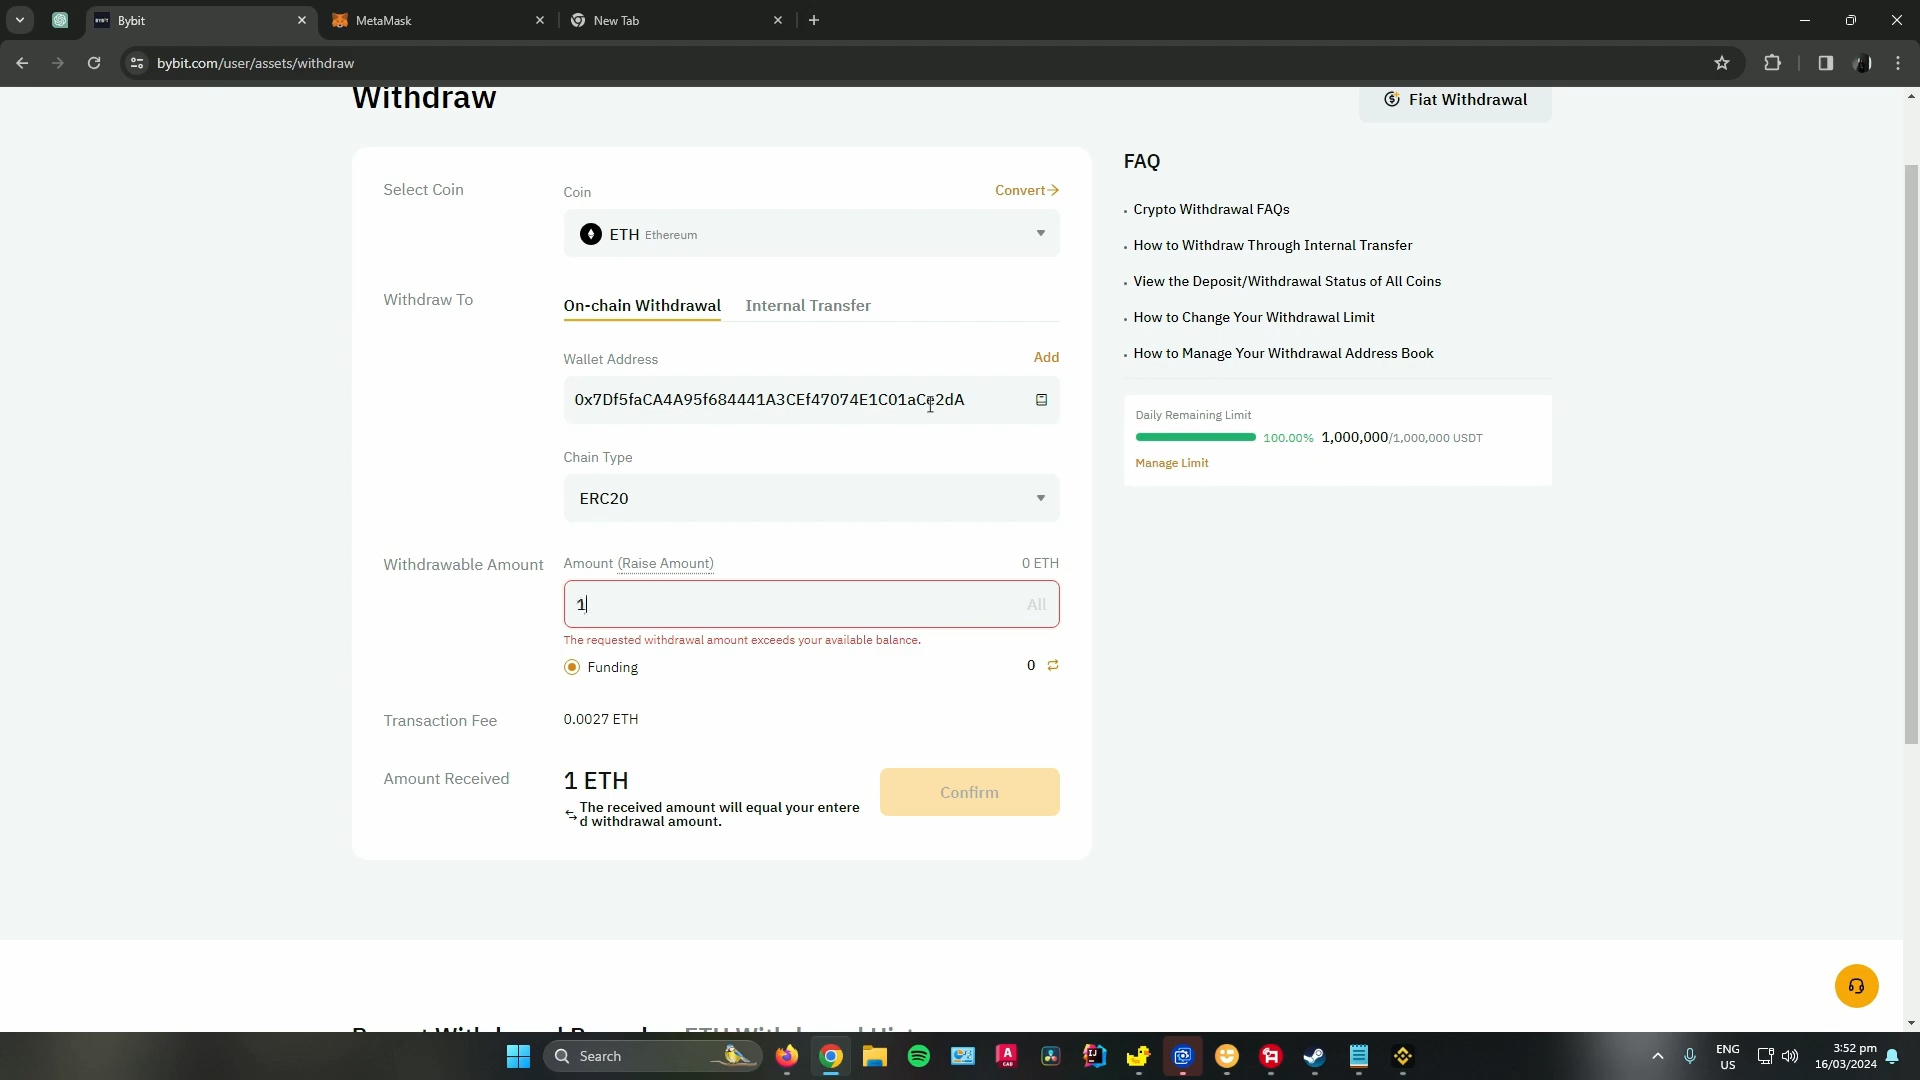 Bybit
MetaMask
New Tab
bybit.com/user/assets/withdraw
Withdraw
Fiat Withdrawal
Select Coin
Coin
Convert
ETH Ethereum
Withdraw To
On-chain Withdrawal
Internal Transfer
Wallet Address
Add
0x7Df5faCA4A95f684441A3CEf47074E1C01aCe2dA
Chain Type
ERC20
Withdrawable Amount
Amount (Raise Amount)
0 ETH
1
All
The requested withdrawal amount exceeds your available balance.
Funding
0
Transaction Fee
0.0027 ETH
Amount Received
1 ETH
The received amount will equal your entere
d withdrawal amount.
Confirm
FAQ
Crypto Withdrawal FAQs
How to Withdraw Through Internal Transfer
View the Deposit/Withdrawal Status of All Coins
How to Change Your Withdrawal Limit
How to Manage Your Withdrawal Address Book
Daily Remaining Limit
100.00% 1,000,000/1,000,000 USDT
Manage Limit
Search
ENG
US
3:52 pm
16/03/2024